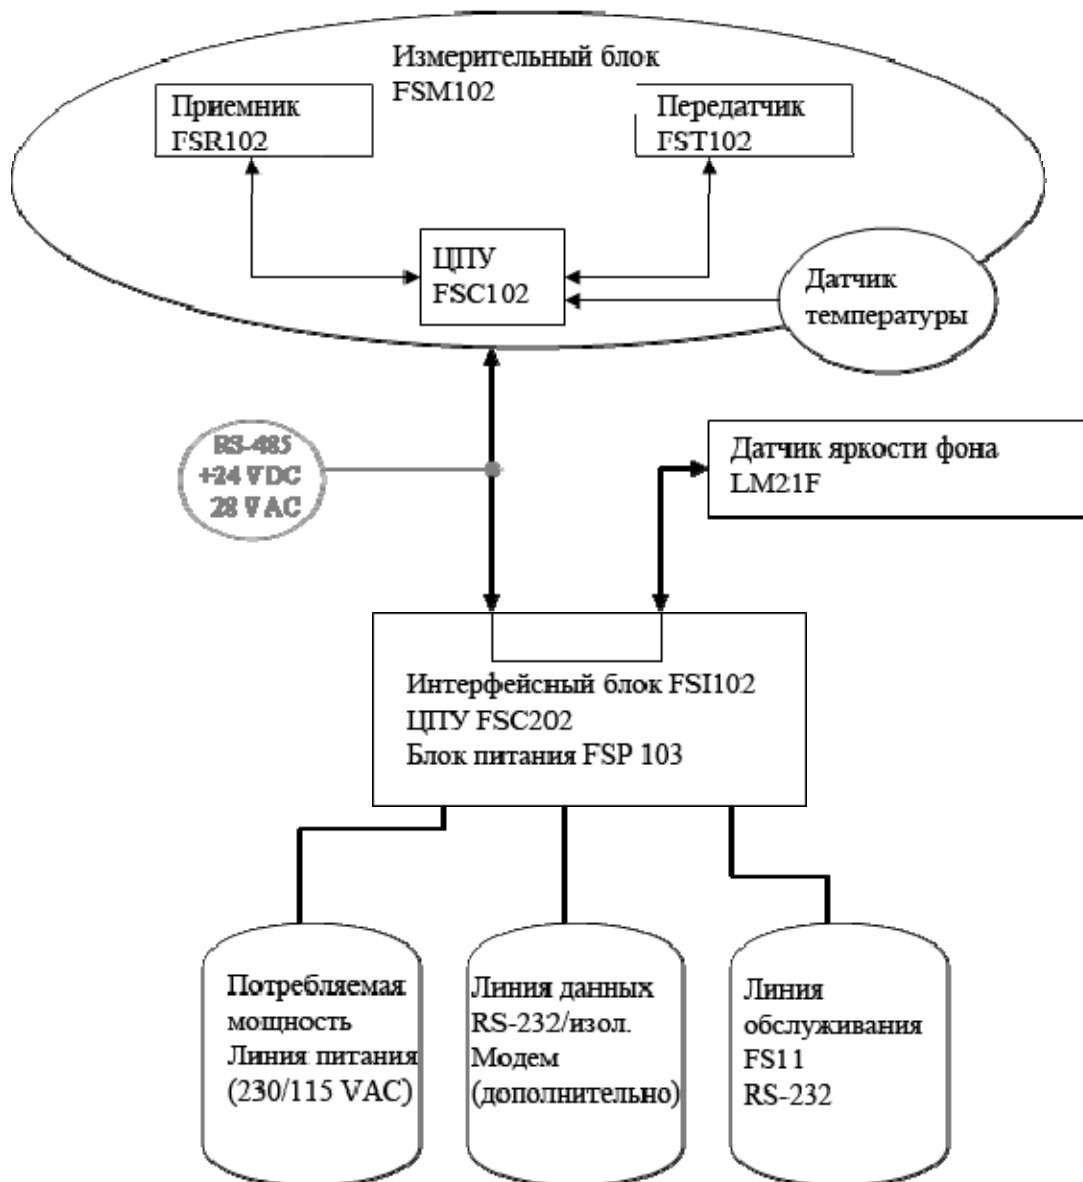 Измерительный блок
FSM102
Приемник
FSR102
Передатчик
FST102
ЦПУ
FSC102
Датчик
температуры
RS-485
+24 VDC
28 VAC
Датчик яркости фона
LM21F
Интерфейсный блок FSI102
ЦПУ FSC202
Блок питания FSP 103
Потребляемая
мощность
Линия питания
(230/115 VAC)
Линия данных
RS-232/изол.
Модем
(дополнительно)
Линия
обслуживания
FS11
RS-232